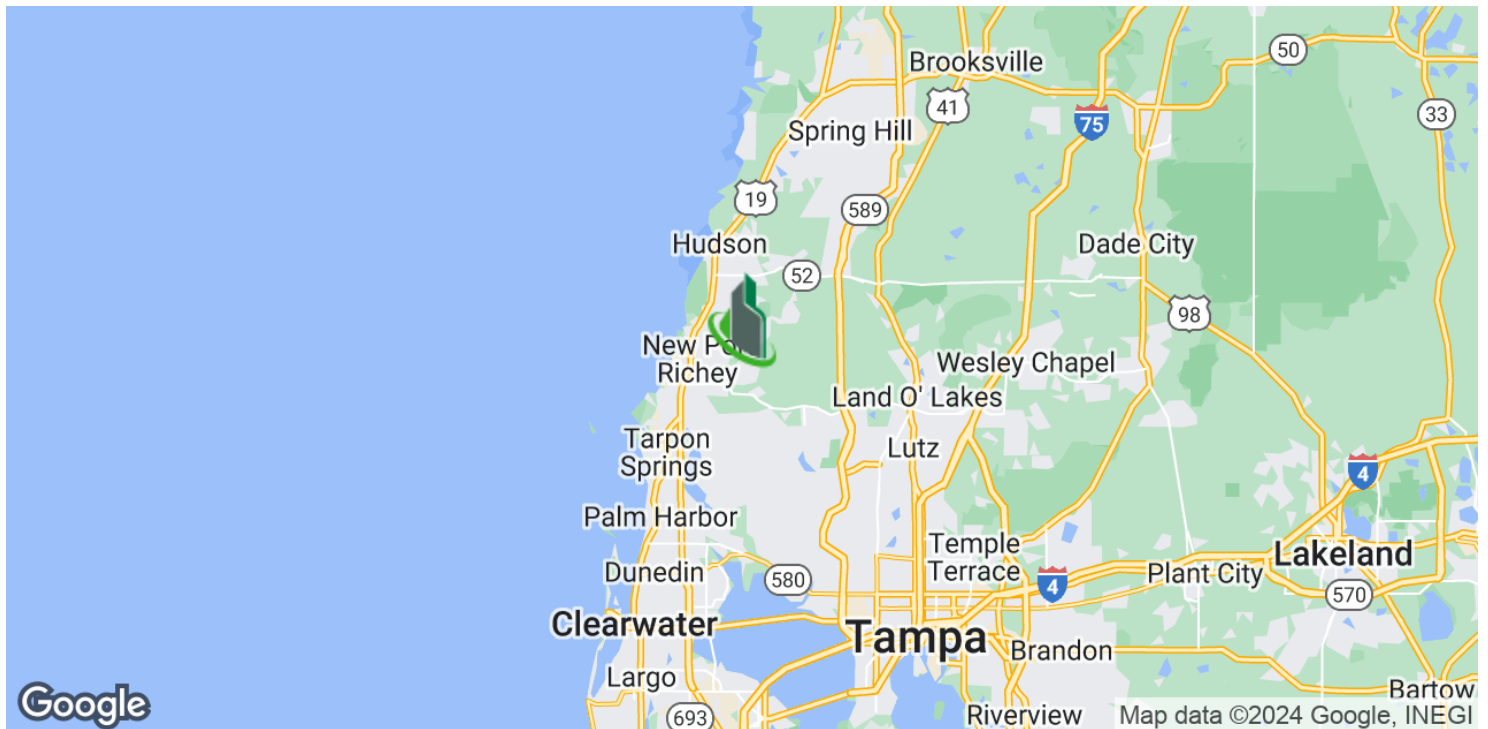 Brooksville
50
41
33
75
Spring Hill
19
589
Hudson
Dade City
52
98
New Po
Richey
Wesley Chapel
Land O' Lakes
Tarpon
Springs
Lutz
4
Palm Harbor
Temple
Terrace
Lakeland
Dunedin
580
4
Plant City
570
Clearwater
Tampa
Brandon
Largo
Bartow
693
Riverview
Google
Map data ©2024 Google, INEGI